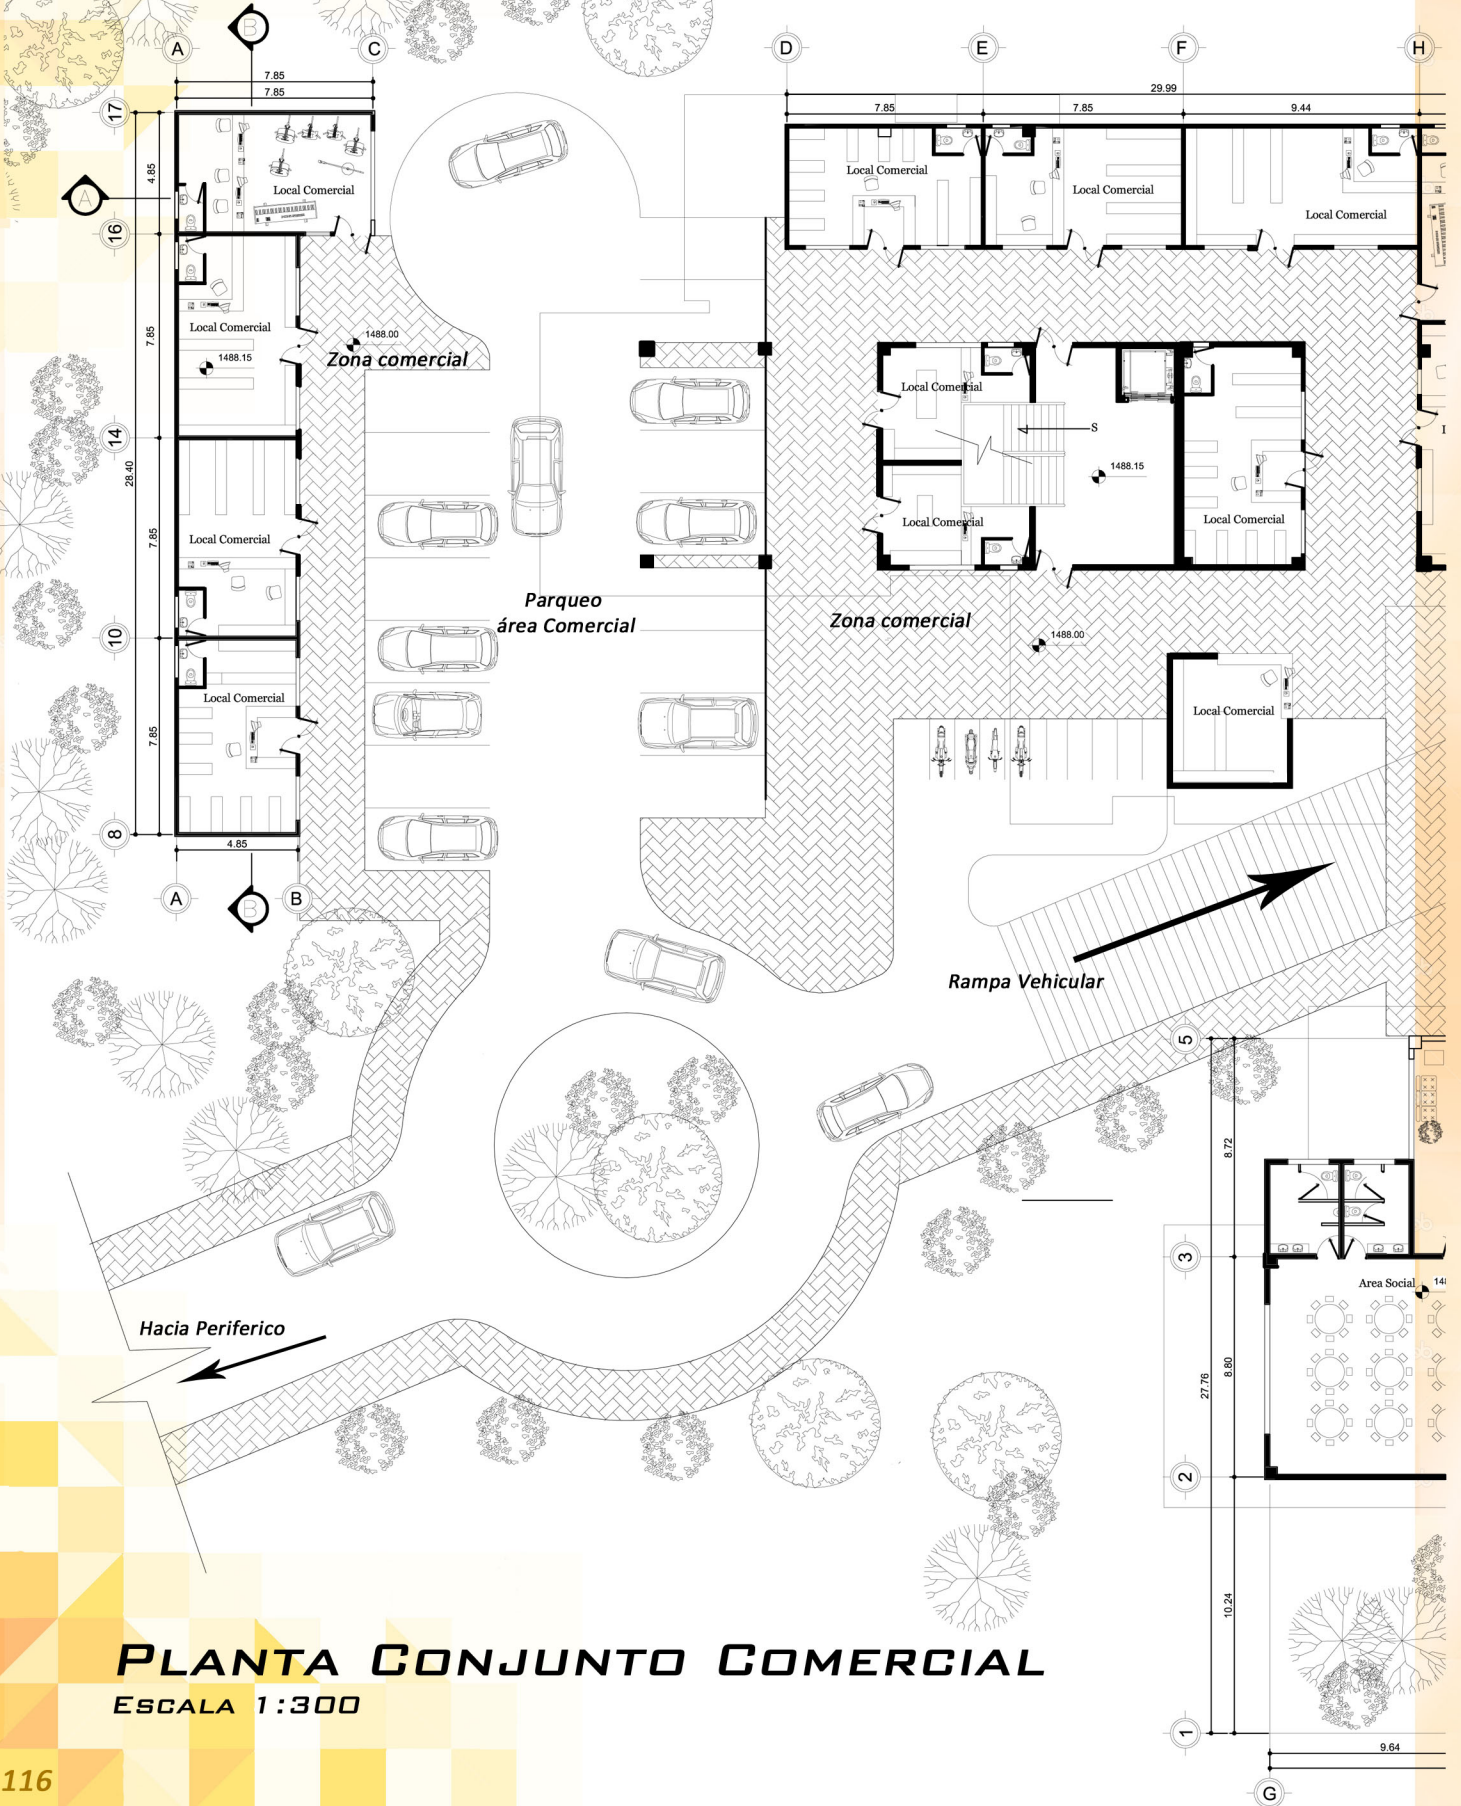 B
A
C
D
E
F
H
7.85
7.85
29.99
7.85
7.85
9.44
17
4.85
A
16
Local Comercial
Local Comercial
Local Comercial
Local Comercial
7.85
Local Comercial
1488.15
1488.00
Zona comercial
14
28.40
7.85
Local Comercial
10
Local Comercial
7.85
8
4.85
A
B
B
Local Comercial
S
1488.15
Local Comercial
Local Comercial
Parqueo
área Comercial
Zona comercial
1488.00
Local Comercial
Rampa Vehicular
5
8.72
3
Area Social
Hacia Periferico
27.76
8.80
2
10.24
1
9.64
G
PLANTA CONJUNTO COMERCIAL
ESCALA 1:300
116